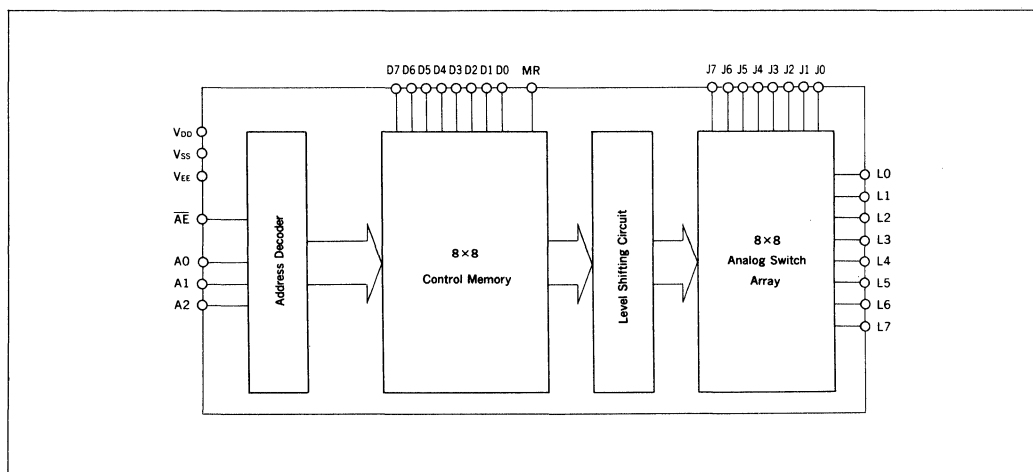 D7 D6 D5 D4 D3 D2 D1 D0 MR
J7 J6 J5 J4 J3 J2 J1 J0
VDD
VSS
VEE
AE
A0
A1
A2
Address Decoder
8×8
Control Memory
Level Shifting Circuit
8×8
Analog Switch
Array
L0
L1
L2
L3
L4
L5
L6
L7